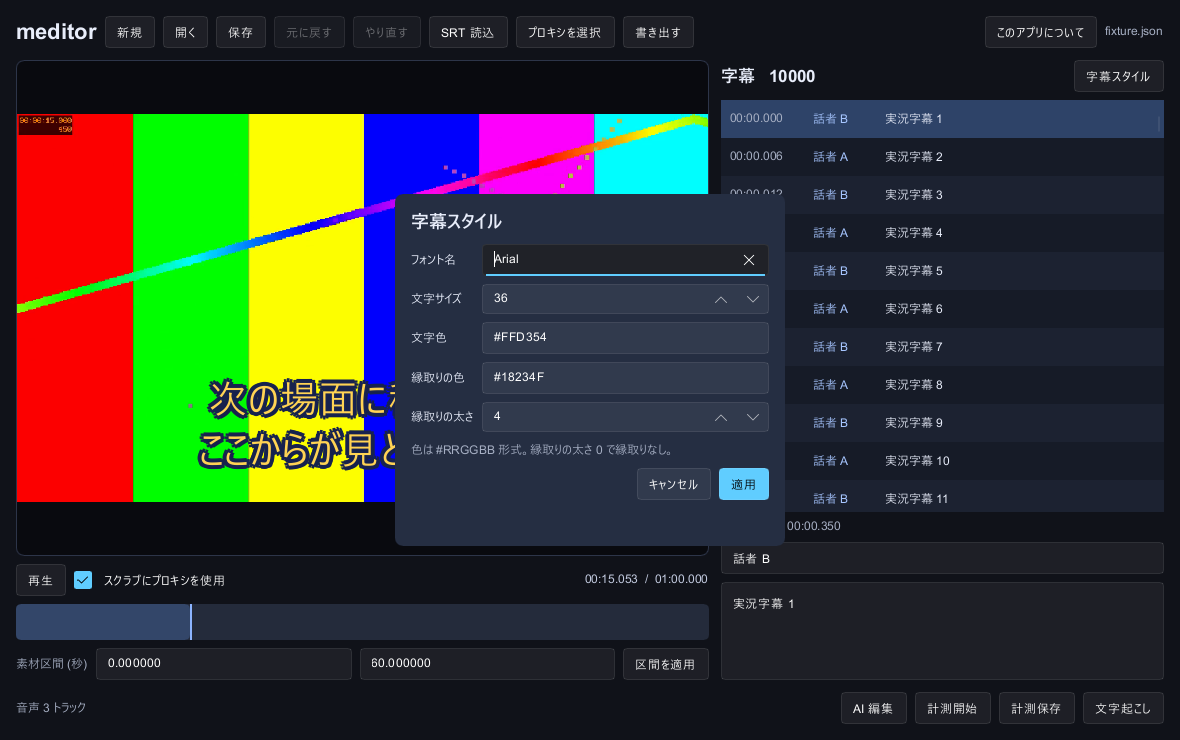 meditor 新規 開く 保存 元に戻す やり直す SRT 読込 プロキシを選択 書き出す このアプリについて fixture.json
字幕 10000 字幕スタイル
00:00:15.000
450
00:00.000 話者 B 実況字幕 1
00:00.006 話者 A 実況字幕 2
00:00.012 話者 B 実況字幕 3
話者 A 実況字幕 4
話者 B 実況字幕 5
話者 A 実況字幕 6
話者 B 実況字幕 7
話者 A 実況字幕 8
話者 B 実況字幕 9
話者 A 実況字幕 10
話者 B 実況字幕 11
次の場面に
ここからが見
字幕スタイル
フォント名 Arial
文字サイズ 36
文字色 #FFD354
縁取りの色 #18234F
縁取りの太さ 4
色は #RRGGBB 形式。縁取りの太さ 0 で縁取りなし。
キャンセル 適用
00:00.350
話者 B
実況字幕 1
再生 スクラブにプロキシを使用 00:15.053 / 01:00.000
素材区間 (秒) 0.000000 60.000000 区間を適用
音声 3 トラック
AI 編集 計測開始 計測保存 文字起こし